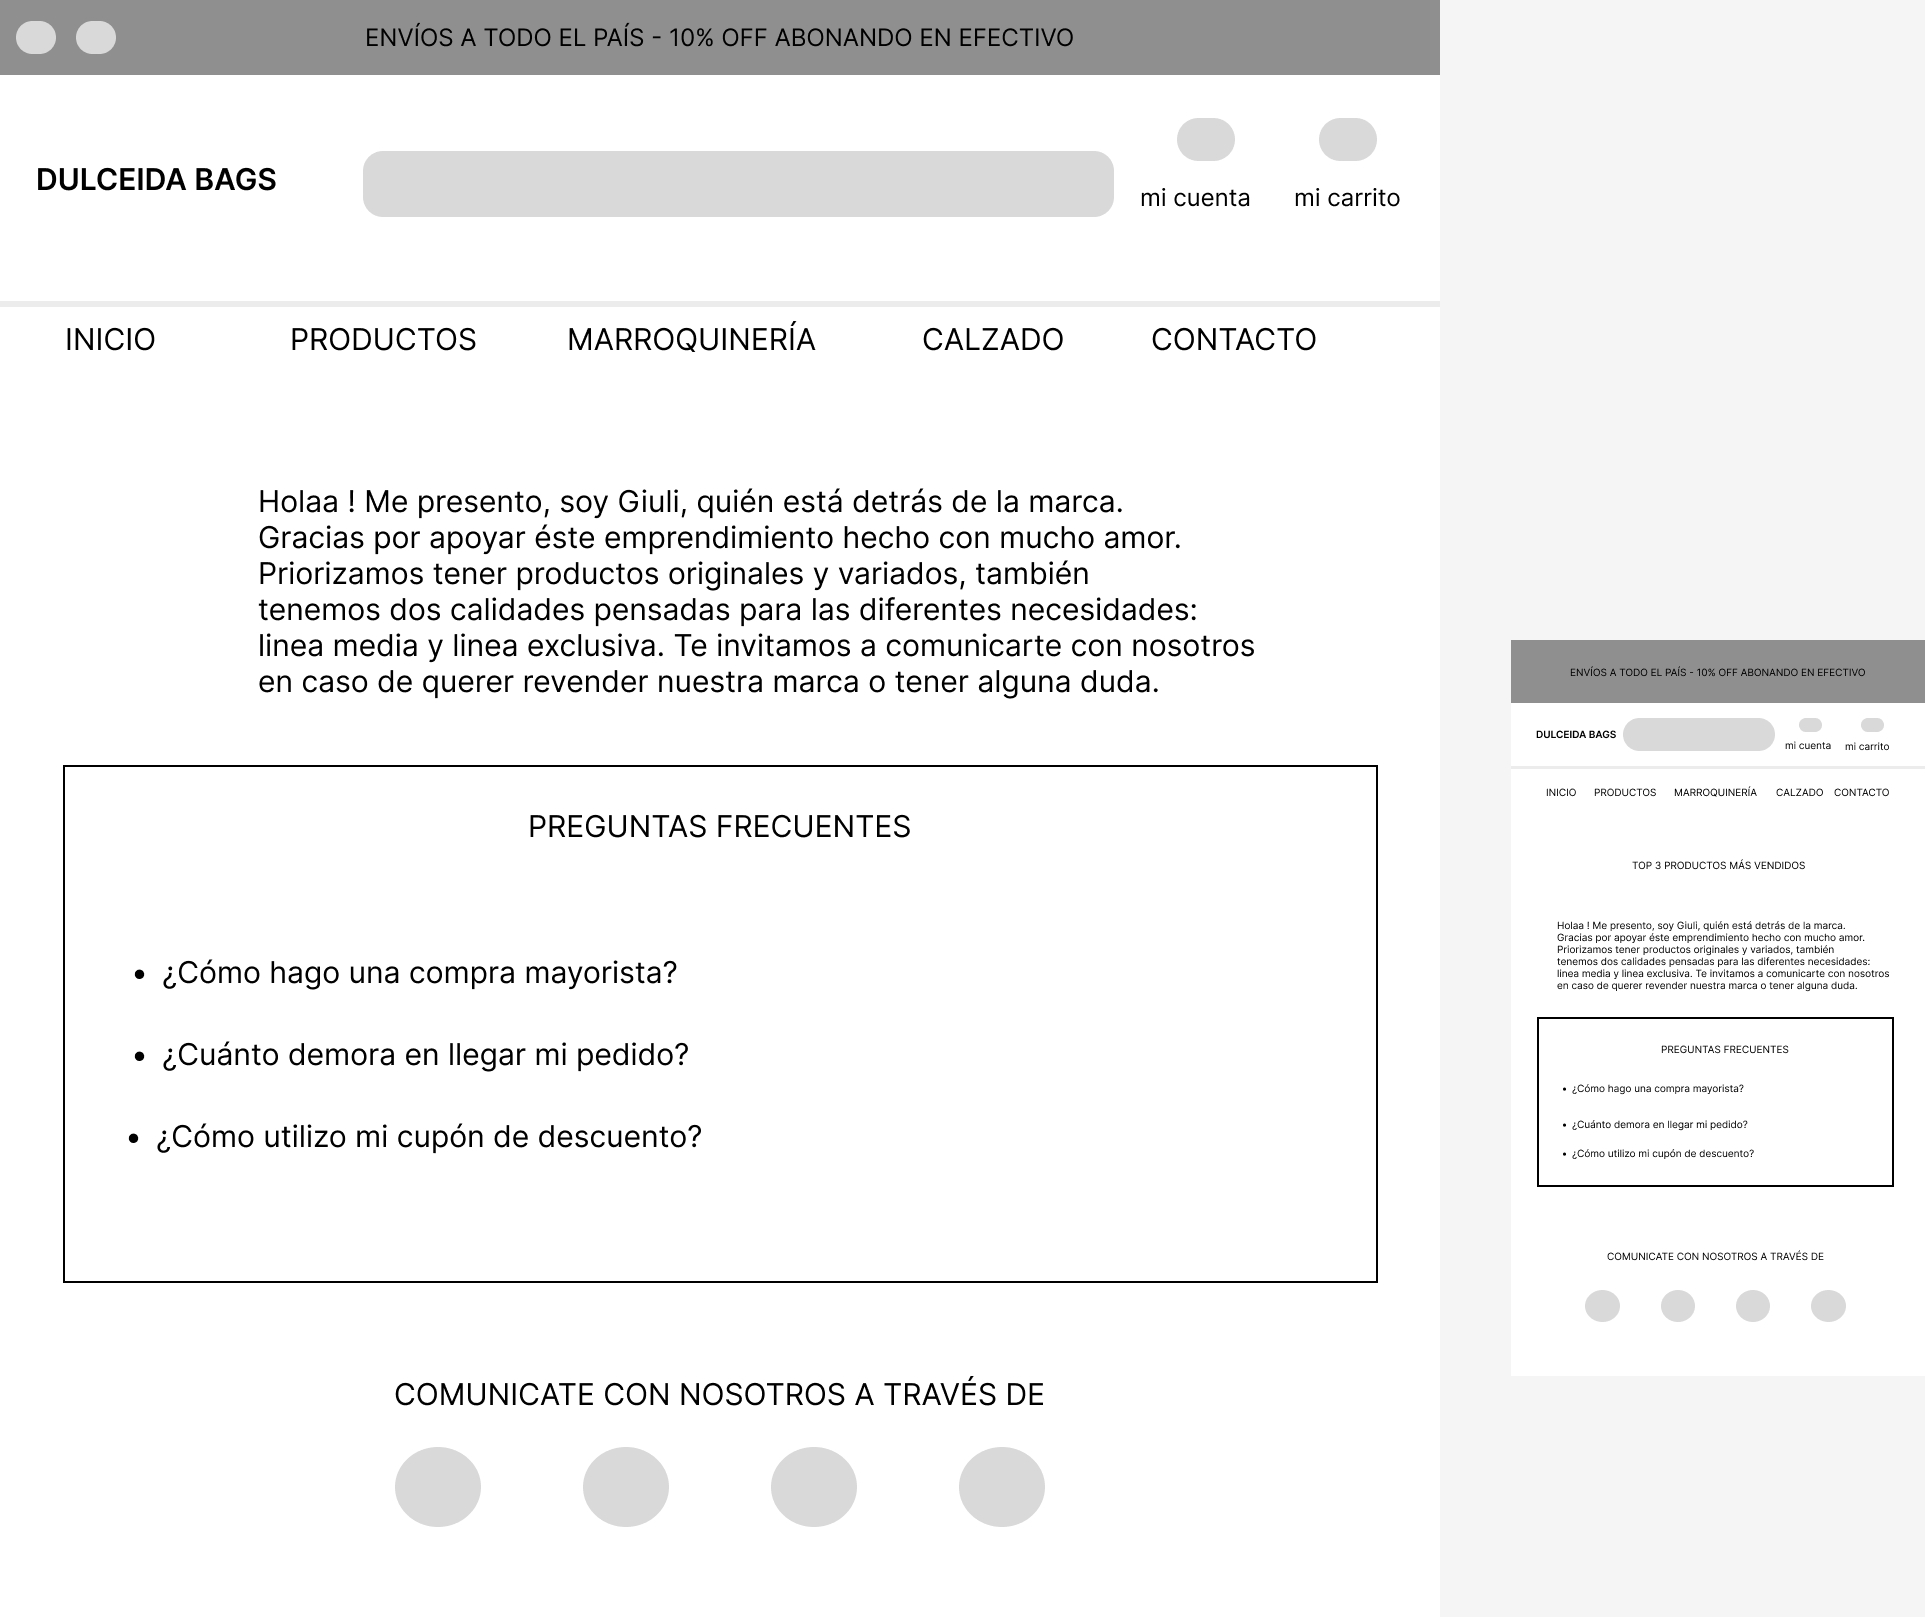 ENVÍOS A TODO EL PAÍS - 10% OFF ABONANDO EN EFECTIVO
DULCEIDA BAGS
mi cuenta
mi carrito
INICIO
PRODUCTOS
MARROQUINERÍA
CALZADO
CONTACTO
Holaa ! Me presento, soy Giuli, quién está detrás de la marca.
Gracias por apoyar éste emprendimiento hecho con mucho amor.
Priorizamos tener productos originales y variados, también
tenemos dos calidades pensadas para las diferentes necesidades:
linea media y linea exclusiva. Te invitamos a comunicarte con nosotros
en caso de querer revender nuestra marca o tener alguna duda.
PREGUNTAS FRECUENTES
• ¿Cómo hago una compra mayorista?
• ¿Cuánto demora en llegar mi pedido?
• ¿Cómo utilizo mi cupón de descuento?
COMUNICATE CON NOSOTROS A TRAVÉS DE
ENVÍOS A TODO EL PAÍS - 10% OFF ABONANDO EN EFECTIVO
DULCEIDA BAGS
mi cuenta
mi carrito
INICIO
PRODUCTOS
MARROQUINERÍA
CALZADO
CONTACTO
TOP 3 PRODUCTOS MÁS VENDIDOS
Holaa ! Me presento, soy Giuli, quién está detrás de la marca.
Gracias por apoyar éste emprendimiento hecho con mucho amor.
Priorizamos tener productos originales y variados, también
tenemos dos calidades pensadas para las diferentes necesidades:
linea media y linea exclusiva. Te invitamos a comunicarte con nosotros
en caso de querer revender nuestra marca o tener alguna duda.
PREGUNTAS FRECUENTES
• ¿Cómo hago una compra mayorista?
• ¿Cuánto demora en llegar mi pedido?
• ¿Cómo utilizo mi cupón de descuento?
COMUNICATE CON NOSOTROS A TRAVÉS DE